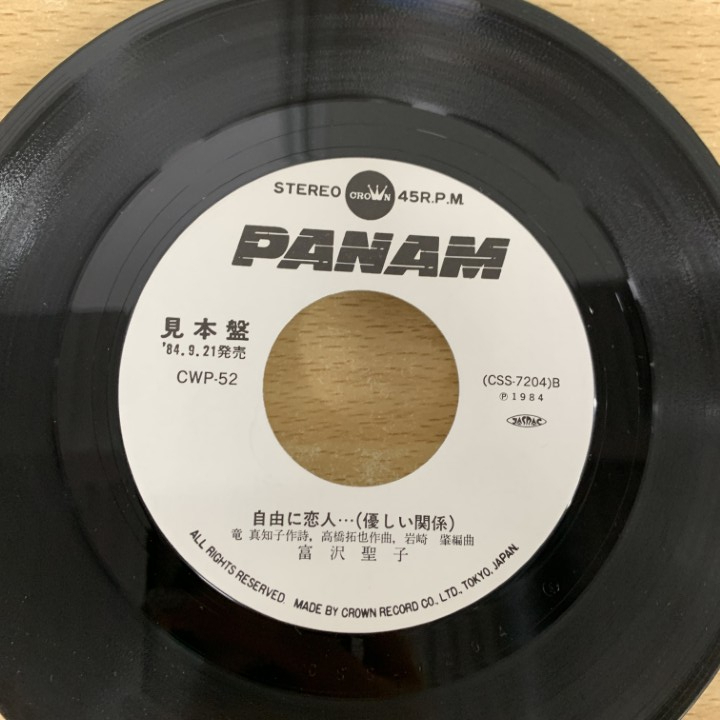 STEREO CROWN 45R.P.M.
PANAM
見本盤
'84.9.21発売
CWP-52
(CSS-7204)B
Ⓟ1984
JASRAC
自由に恋人…(優しい関係)
竜 真知子作詩, 高橋拓也作曲, 岩崎 肇編曲
富沢聖子
ALL RIGHTS RESERVED. MADE BY CROWN RECORD CO., LTD., TOKYO, JAPAN.